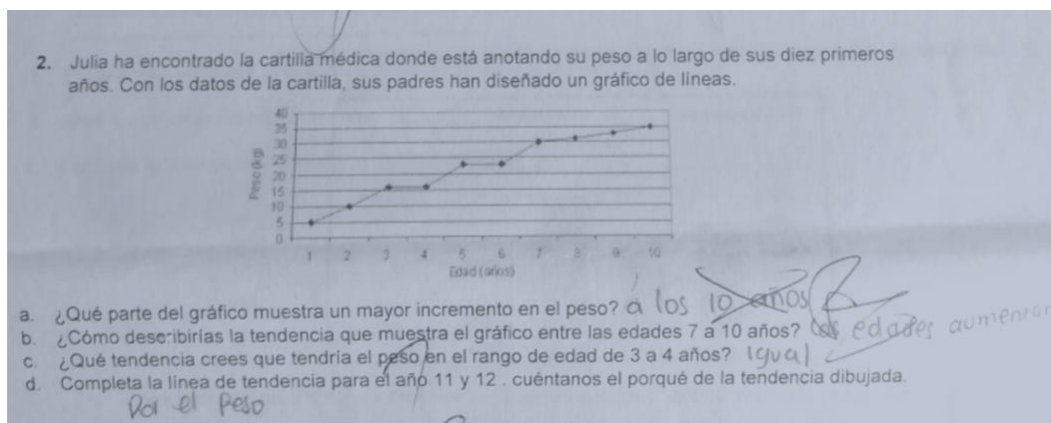 2. Julia ha encontrado la cartilla médica donde está anotando su peso a lo largo de sus diez primeros
años. Con los datos de la cartilla, sus padres han diseñado un gráfico de líneas.
40
35
30
25
20
15
10
5
0
Peso (kg)
1 2 3 4 5 6 7 8 9 10
Edad (años)
a. ¿Qué parte del gráfico muestra un mayor incremento en el peso? a los 10 años
b. ¿Cómo describirías la tendencia que muestra el gráfico entre las edades 7 a 10 años? las edades aumentan
c. ¿Qué tendencia crees que tendría el peso en el rango de edad de 3 a 4 años? igual
d. Completa la línea de tendencia para el año 11 y 12 . cuéntanos el porqué de la tendencia dibujada.
Por el peso